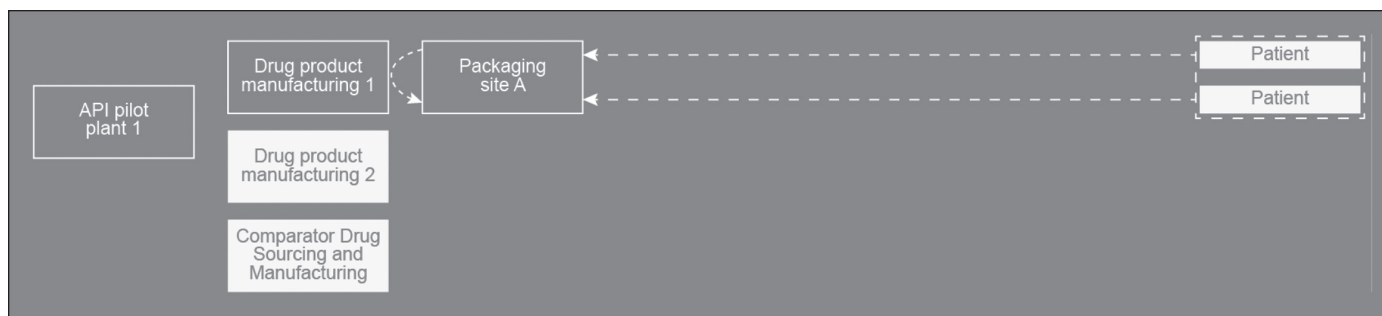 API pilot
plant 1
Drug product
manufacturing 1
Drug product
manufacturing 2
Comparator Drug
Sourcing and
Manufacturing
Packaging
site A
Patient
Patient